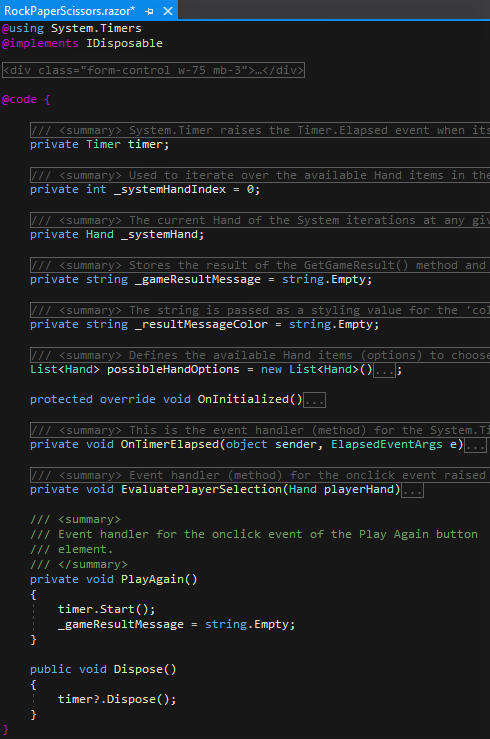 RockPaperScissors.razor*
@using System.Timers
@implements IDisposable
<div class="form-control w-75 mb-3">…</div>
@code {
/// <summary> System.Timer raises the Timer.Elapsed event when its
private Timer timer;
/// <summary> Used to iterate over the available Hand items in the
private int _systemHandIndex = 0;
/// <summary> The current Hand of the System iterations at any giv
private Hand _systemHand;
/// <summary> Stores the result of the GetGameResult() method and
private string _gameResultMessage = string.Empty;
/// <summary> The string is passed as a styling value for the 'col
private string _resultMessageColor = string.Empty;
/// <summary> Defines the available Hand items (options) to choose
List<Hand> possibleHandOptions = new List<Hand>()...;
protected override void OnInitialized()...
/// <summary> This is the event handler (method) for the System.Ti
private void OnTimerElapsed(object sender, ElapsedEventArgs e)...
/// <summary> Event handler (method) for the onclick event raised
private void EvaluatePlayerSelection(Hand playerHand)...
/// <summary>
/// Event handler for the onclick event of the Play Again button
/// element.
/// </summary>
private void PlayAgain()
{
timer.Start();
_gameResultMessage = string.Empty;
}
public void Dispose()
{
timer?.Dispose();
}
}